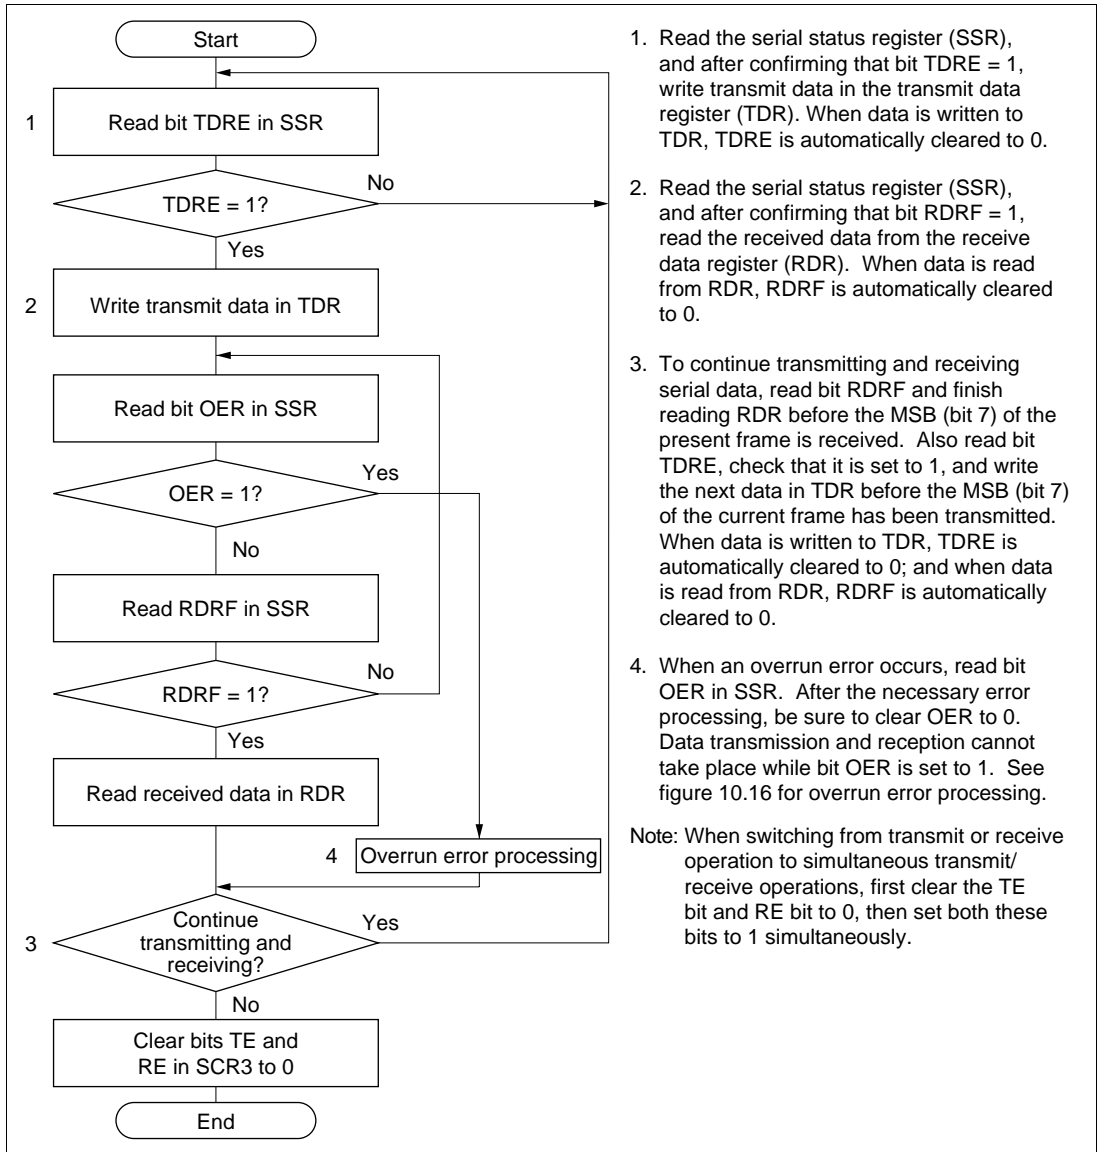 Start
1
Read bit TDRE in SSR
TDRE = 1?
No
Yes
2
Write transmit data in TDR
Read bit OER in SSR
OER = 1?
Yes
No
Read RDRF in SSR
RDRF = 1?
No
Yes
Read received data in RDR
4
Overrun error processing
3
Continue
transmitting and
receiving?
Yes
No
Clear bits TE and
RE in SCR3 to 0
End
1. Read the serial status register (SSR),
and after confirming that bit TDRE = 1,
write transmit data in the transmit data
register (TDR). When data is written to
TDR, TDRE is automatically cleared to 0.
2. Read the serial status register (SSR),
and after confirming that bit RDRF = 1,
read the received data from the receive
data register (RDR). When data is read
from RDR, RDRF is automatically cleared
to 0.
3. To continue transmitting and receiving
serial data, read bit RDRF and finish
reading RDR before the MSB (bit 7) of the
present frame is received. Also read bit
TDRE, check that it is set to 1, and write
the next data in TDR before the MSB (bit 7)
of the current frame has been transmitted.
When data is written to TDR, TDRE is
automatically cleared to 0; and when data
is read from RDR, RDRF is automatically
cleared to 0.
4. When an overrun error occurs, read bit
OER in SSR. After the necessary error
processing, be sure to clear OER to 0.
Data transmission and reception cannot
take place while bit OER is set to 1. See
figure 10.16 for overrun error processing.
Note: When switching from transmit or receive
operation to simultaneous transmit/
receive operations, first clear the TE
bit and RE bit to 0, then set both these
bits to 1 simultaneously.